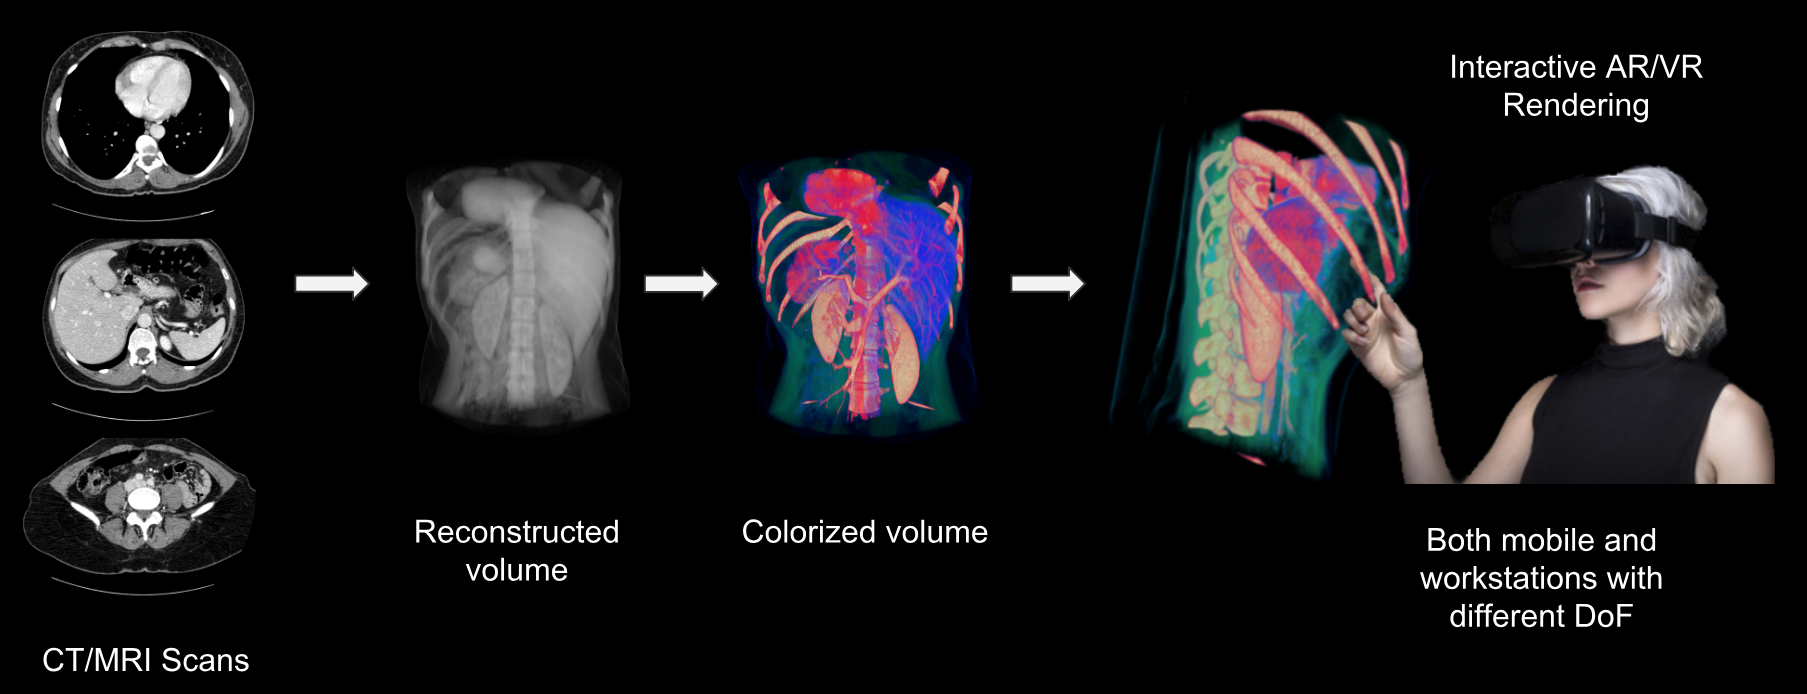 Interactive AR/VR
Rendering
Reconstructed
volume
Colorized volume
Both mobile and
workstations with
different DoF
CT/MRI Scans